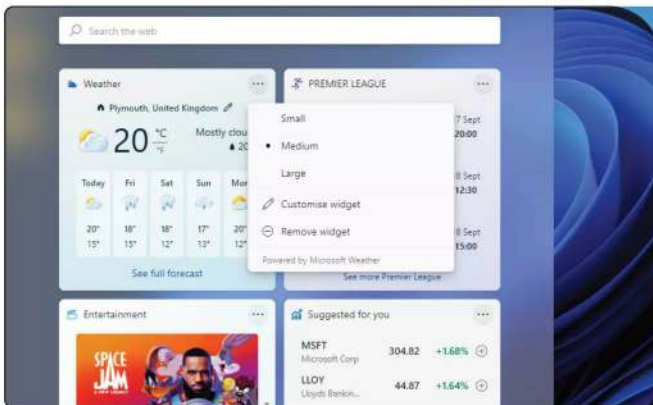 Search the web
Weather
Plymouth, United Kingdom
20 °C
°F
Mostly clou
20
Today Fri Sat Sun Mon
20° 18° 18° 17° 20°
15° 15° 12° 13° 12°
See full forecast
PREMIER LEAGUE
7 Sept
20:00
8 Sept
12:30
8 Sept
15:00
See more Premier League
Small
Medium
Large
Customise widget
Remove widget
Powered by Microsoft Weather
Entertainment
SPACE
JAM
A NEW LEGACY
Suggested for you
MSFT 304.82 +1.68%
Microsoft Corp
LLOY 44.87 +1.64%
Lloyds Bankin...